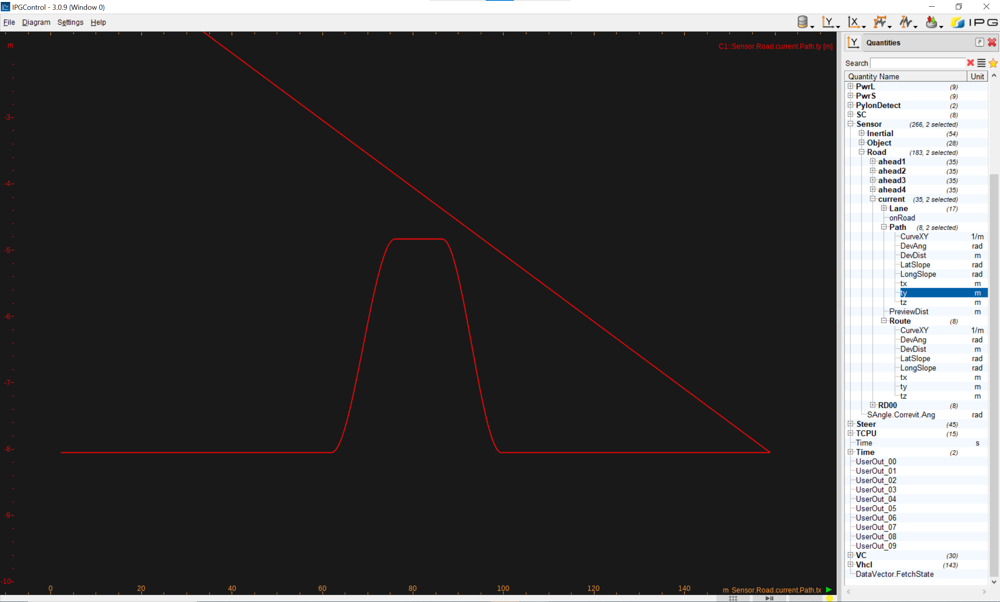 IPGControl - 3.0.9 (Window 0)
File Diagram Settings Help
IPG
m
C1::Sensor.Road.current.Path.ty [m]
-3
-4
-5
-6
-7
-8
-9
-10
0 20 40 60 80 100 120 140 m Sensor.Road.current.Path.tx
Y Quantities
Search
Quantity Name Unit
PwrL (9)
PwrS (9)
PylonDetect (2)
SC (8)
Sensor (266, 2 selected)
Inertial (54)
Object (28)
Road (183, 2 selected)
ahead1 (35)
ahead2 (35)
ahead3 (35)
ahead4 (35)
current (35, 2 selected)
Lane (17)
onRoad
Path (8, 2 selected)
CurveXY 1/m
DevAng rad
DevDist m
LatSlope rad
LongSlope rad
tx m
ty m
tz m
PreviewDist m
Route (8)
CurveXY 1/m
DevAng rad
DevDist m
LatSlope rad
LongSlope rad
tx m
ty m
tz m
RD00 (8)
SAngle.Correvit.Ang rad
Steer (45)
TCPU (15)
Time s
Time (2)
UserOut_00
UserOut_01
UserOut_02
UserOut_03
UserOut_04
UserOut_05
UserOut_06
UserOut_07
UserOut_08
UserOut_09
VC (30)
Vhcl (143)
DataVector.FetchState